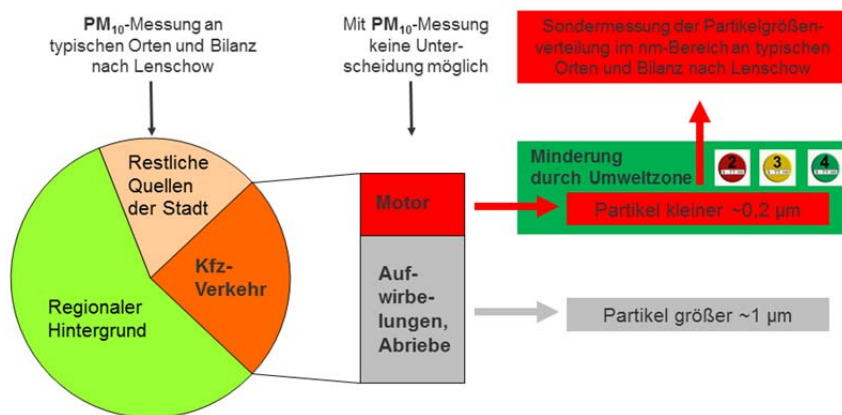 PM₁₀-Messung an
typischen Orten und Bilanz
nach Lenschow
Mit PM₁₀-Messung
keine Unter-
scheidung möglich
Sondermessung der Partikelgrößen-
verteilung im nm-Bereich an typischen
Orten und Bilanz nach Lenschow
Restliche
Quellen
der Stadt
Kfz-
Verkehr
Regionaler
Hintergrund
Motor
Auf-
wirbe-
lungen,
Abriebe
Minderung
durch Umweltzone
2
3
4
Partikel kleiner ~0,2 µm
Partikel größer ~1 µm